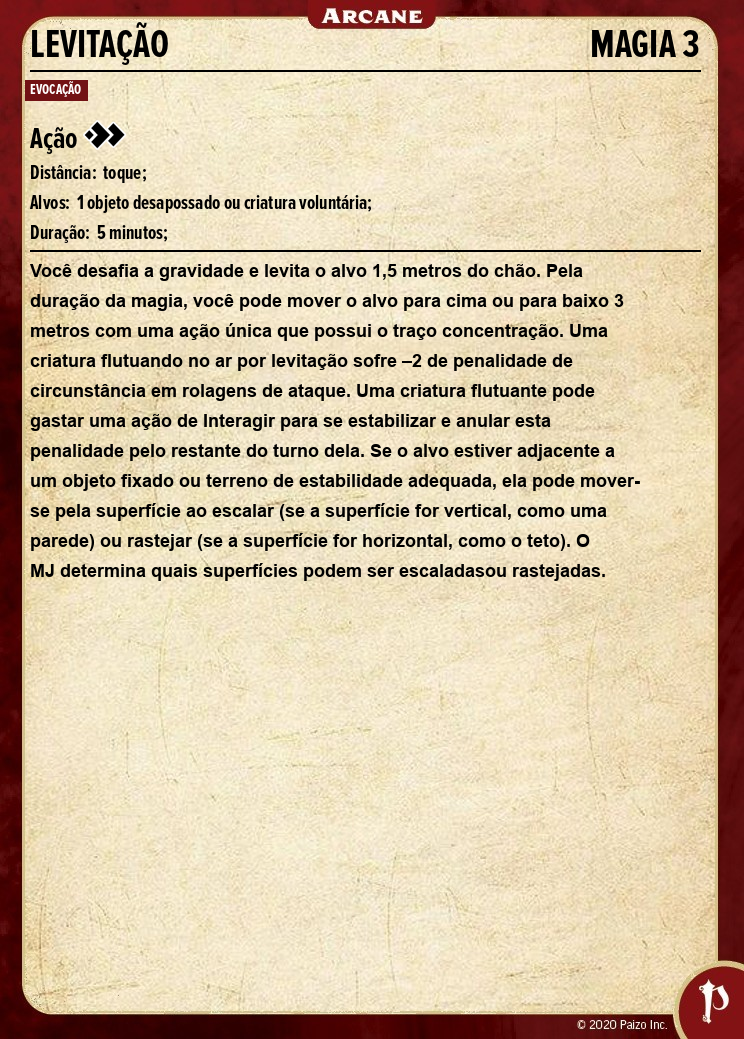 ARCANE
LEVITAÇÃO MAGIA 3
EVOCAÇÃO
Ação
Distância: toque;
Alvos: 1 objeto desapossado ou criatura voluntária;
Duração: 5 minutos;
Você desafia a gravidade e levita o alvo 1,5 metros do chão. Pela
duração da magia, você pode mover o alvo para cima ou para baixo 3
metros com uma ação única que possui o traço concentração. Uma
criatura flutuando no ar por levitação sofre –2 de penalidade de
circunstância em rolagens de ataque. Uma criatura flutuante pode
gastar uma ação de Interagir para se estabilizar e anular esta
penalidade pelo restante do turno dela. Se o alvo estiver adjacente a
um objeto fixado ou terreno de estabilidade adequada, ela pode mover-
se pela superfície ao escalar (se a superfície for vertical, como uma
parede) ou rastejar (se a superfície for horizontal, como o teto). O
MJ determina quais superfícies podem ser escaladasou rastejadas.
© 2020 Paizo Inc.
P